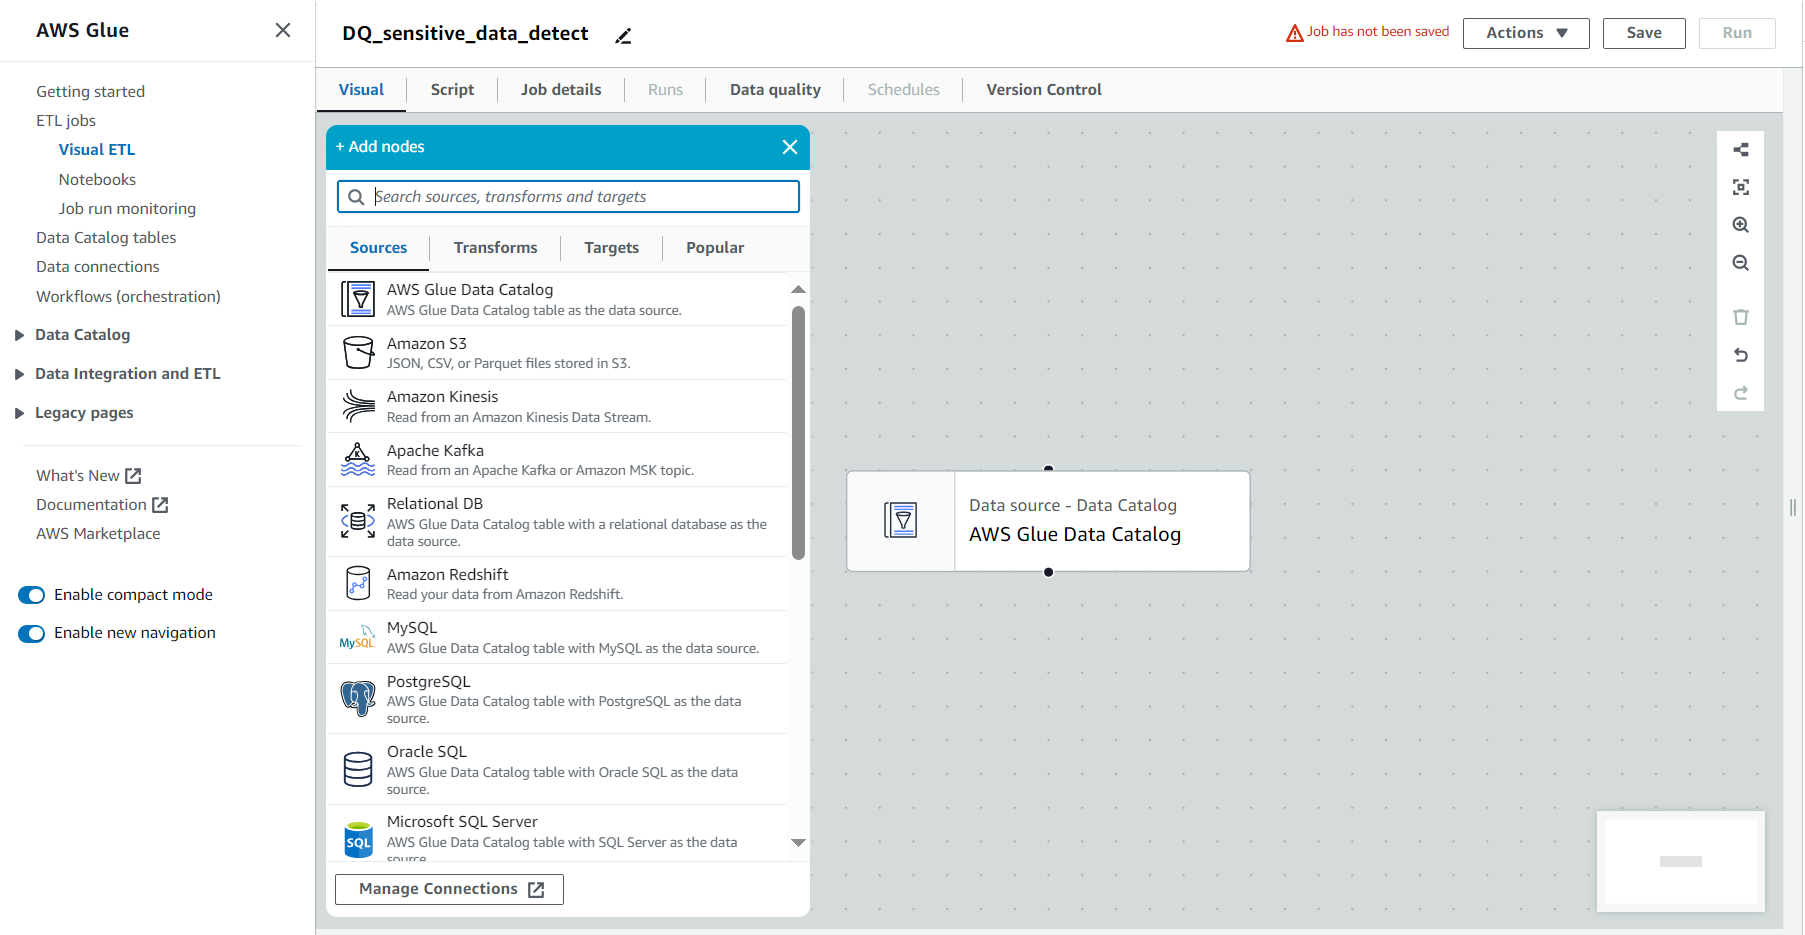 AWS Glue
Getting started
ETL jobs
Visual ETL
Notebooks
Job run monitoring
Data Catalog tables
Data connections
Workflows (orchestration)
Data Catalog
Data Integration and ETL
Legacy pages
What's New
Documentation
AWS Marketplace
Enable compact mode
Enable new navigation
DQ_sensitive_data_detect
Job has not been saved
Actions
Save
Run
Visual
Script
Job details
Runs
Data quality
Schedules
Version Control
+ Add nodes
Search sources, transforms and targets
Sources
Transforms
Targets
Popular
AWS Glue Data Catalog
AWS Glue Data Catalog table as the data source.
Amazon S3
JSON, CSV, or Parquet files stored in S3.
Amazon Kinesis
Read from an Amazon Kinesis Data Stream.
K
Apache Kafka
Read from an Apache Kafka or Amazon MSK topic.
Relational DB
AWS Glue Data Catalog table with a relational database as the
data source.
Amazon Redshift
Read your data from Amazon Redshift.
MySQL
MySQL
AWS Glue Data Catalog table with MySQL as the data source.
PostgreSQL
AWS Glue Data Catalog table with PostgreSQL as the data
source.
Oracle SQL
AWS Glue Data Catalog table with Oracle SQL as the data
source.
SQL
Microsoft SQL Server
AWS Glue Data Catalog table with SQL Server as the data
source.
Manage Connections
Data source - Data Catalog
AWS Glue Data Catalog